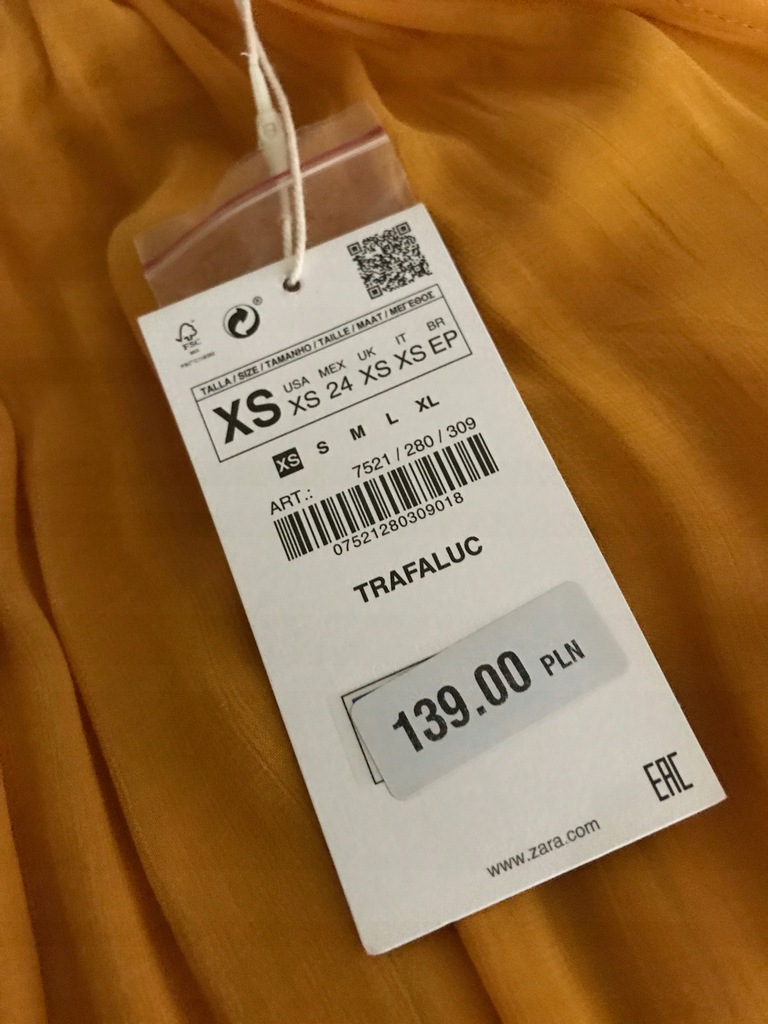 FSC
®
TALLA / SIZE / TAMANHO / TAILLE / MAAT / ΜΕΓΕΘΟΣ
XS USA XS MEX 24 UK XS IT XS BR EP
XS S M L XL
ART.: 7521 / 280 / 309
07521280309018
TRAFALUC
139.00 PLN
EAC
www.zara.com